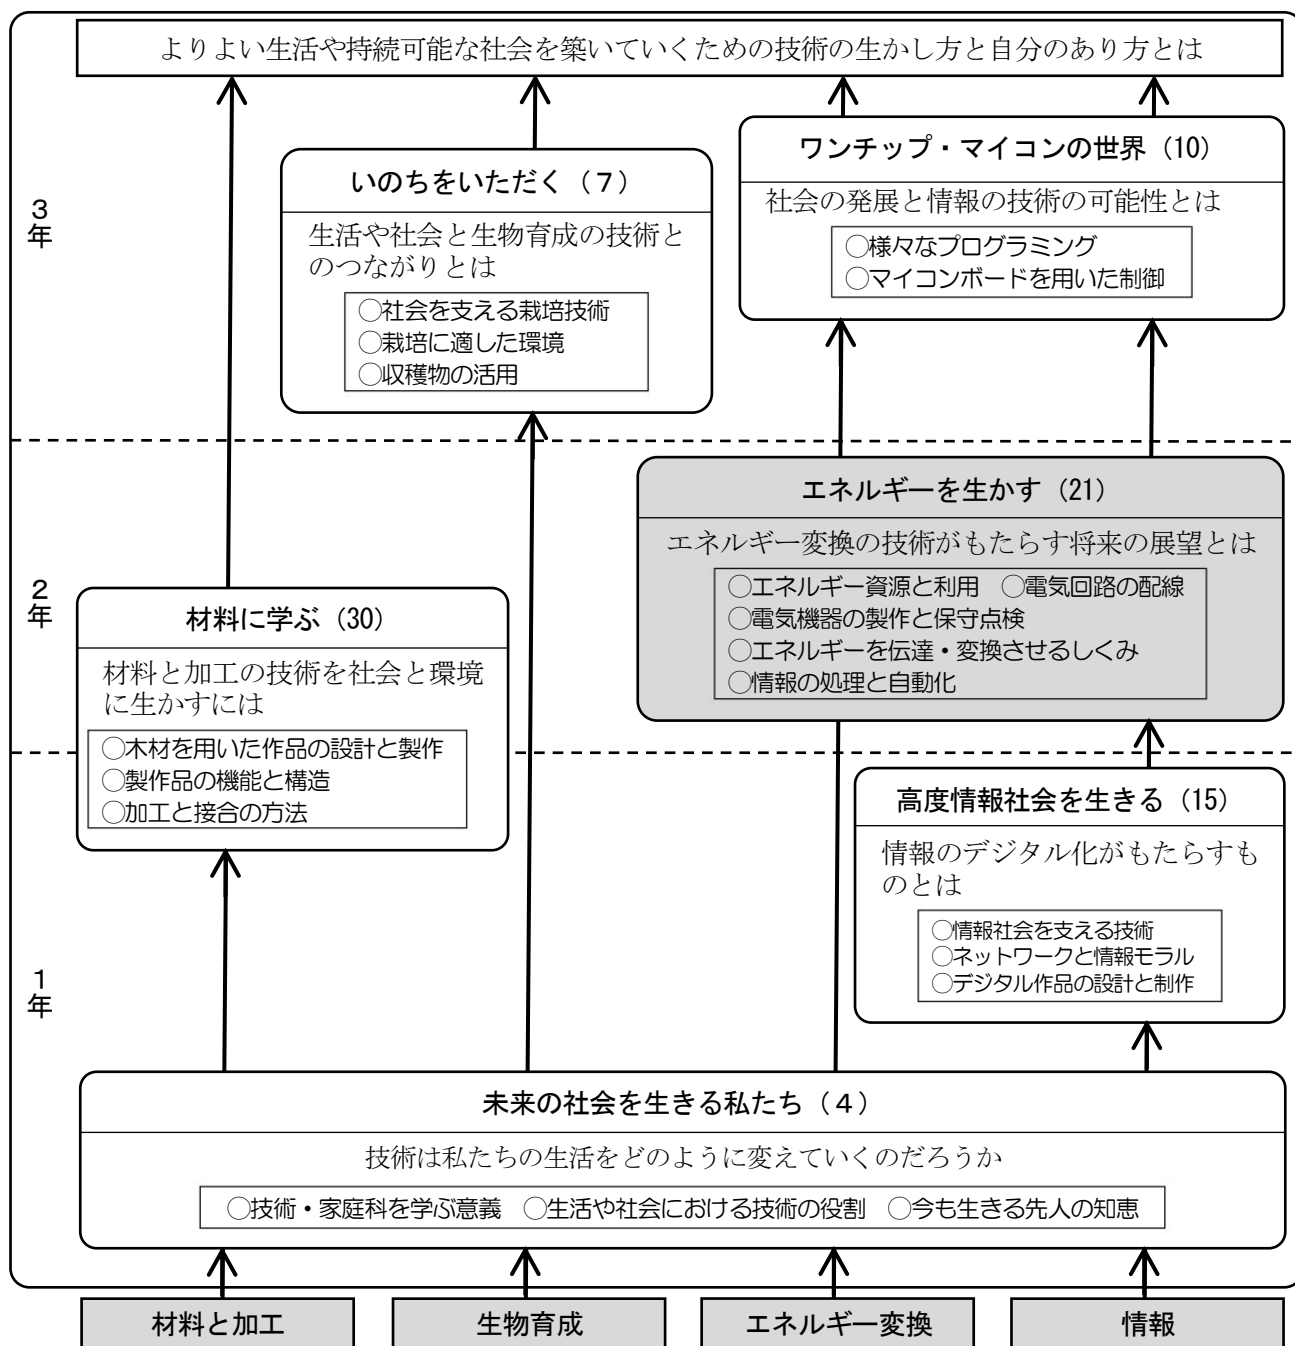 よりよい生活や持続可能な社会を築いていくための技術の生かし方と自分のあり方とは
3年
ワンチップ・マイコンの世界（10）
社会の発展と情報の技術の可能性とは
○様々なプログラミング
○マイコンボードを用いた制御
いのちをいただく（７）
生活や社会と生物育成の技術と
のつながりとは
○社会を支える栽培技術
○栽培に適した環境
○収穫物の活用
2年
エネルギーを生かす（21）
エネルギー変換の技術がもたらす将来の展望とは
○エネルギー資源と利用　○電気回路の配線
○電気機器の製作と保守点検
○エネルギーを伝達・変換させるしくみ
○情報の処理と自動化
材料に学ぶ（30）
材料と加工の技術を社会と環境
に生かすには
○木材を用いた作品の設計と製作
○製作品の機能と構造
○加工と接合の方法
1年
高度情報社会を生きる（15）
情報のデジタル化がもたらすも
のとは
○情報社会を支える技術
○ネットワークと情報モラル
○デジタル作品の設計と制作
未来の社会を生きる私たち（４）
技術は私たちの生活をどのように変えていくのだろうか
○技術・家庭科を学ぶ意義　○生活や社会における技術の役割　○今も生きる先人の知恵
材料と加工
生物育成
エネルギー変換
情報